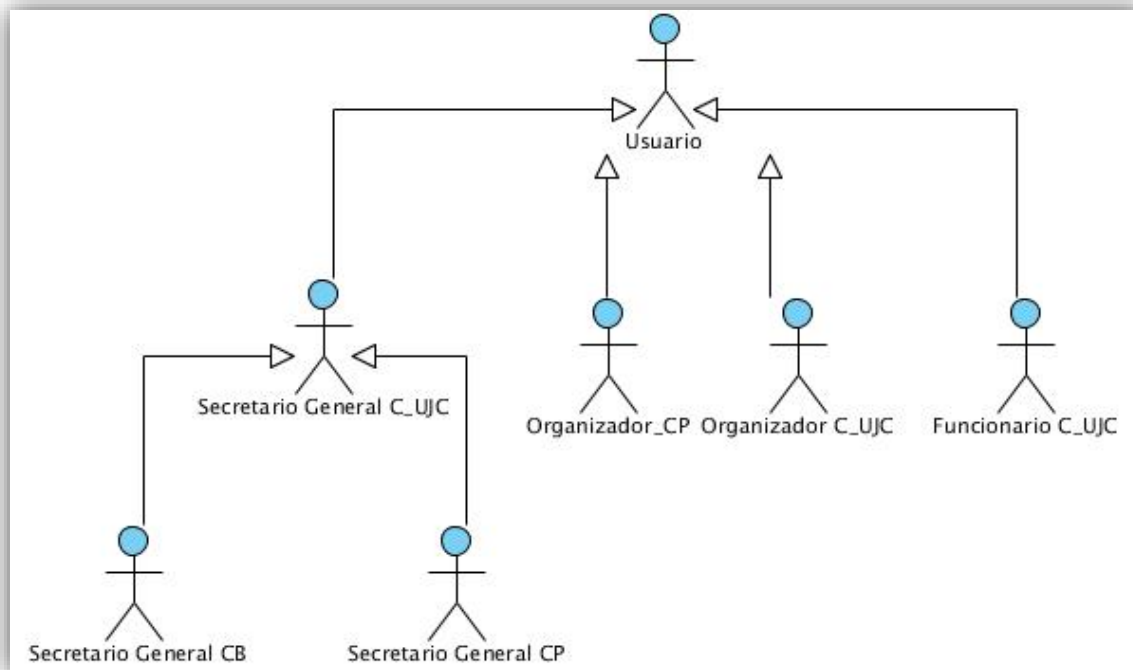 Usuario
Secretario General C_UJC
Organizador_CP
Organizador C_UJC
Funcionario C_UJC
Secretario General CB
Secretario General CP